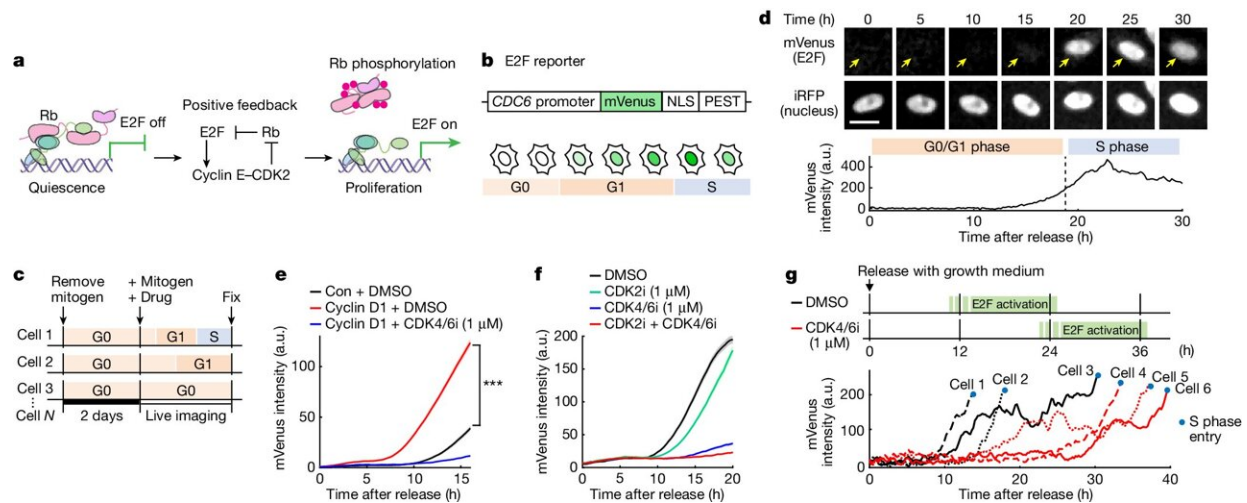 a
Rb phosphorylation
Rb
Positive feedback
E2F off
E2F
Rb
E2F on
Cyclin E–CDK2
Quiescence
Proliferation
b
E2F reporter
CDC6 promoter
mVenus
NLS
PEST
G0
G1
S
c
Remove mitogen
+ Mitogen
+ Drug
Fix
Cell 1
G0
G1
S
Cell 2
G0
G1
Cell 3
G0
G0
⋮
Cell N
2 days
Live imaging
d
Time (h)
0
5
10
15
20
25
30
mVenus
(E2F)
iRFP
(nucleus)
G0/G1 phase
S phase
mVenus
intensity (a.u.)
400
200
0
0
10
20
30
Time after release (h)
e
Con + DMSO
Cyclin D1 + DMSO
Cyclin D1 + CDK4/6i (1 μM)
mVenus intensity (a.u.)
100
50
0
***
0
5
10
15
Time after release (h)
f
DMSO
CDK2i (1 μM)
CDK4/6i (1 μM)
CDK2i + CDK4/6i
mVenus intensity (a.u.)
200
150
100
50
0
0
5
10
15
20
Time after release (h)
g
Release with growth medium
DMSO
E2F activation
CDK4/6i
(1 μM)
E2F activation
0
12
24
36
(h)
mVenus
intensity (a.u.)
200
100
0
Cell 1
Cell 2
Cell 3
Cell 4
Cell 5
Cell 6
S phase
entry
0
10
20
30
40
Time after release (h)